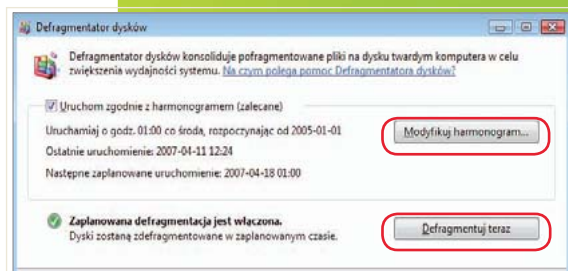 Defragmentator dysków
Defragmentator dysków konsoliduje pofragmentowane pliki na dysku twardym komputera w celu
zwiększenia wydajności systemu. Na czym polega pomoc Defragmentatora dysków?
Uruchom zgodnie z harmonogramem (zalecane)
Uruchamiaj o godz. 01:00 co środa, rozpoczynając od 2005-01-01
Modyfikuj harmonogram...
Ostatnie uruchomienie: 2007-04-11 12:24
Następne zaplanowane uruchomienie: 2007-04-18 01:00
Zaplanowana defragmentacja jest włączona.
Dyski zostaną zdefragmentowane w zaplanowanym czasie.
Defragmentuj teraz